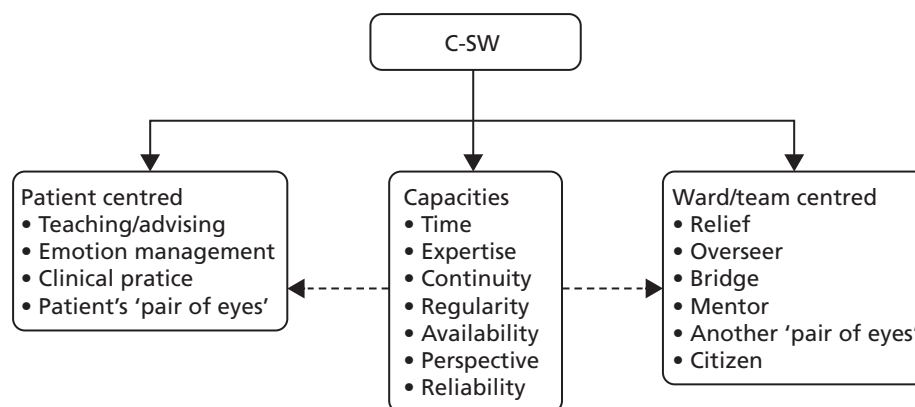 C-SW
Patient centred
• Teaching/advising
• Emotion management
• Clinical pratice
• Patient's 'pair of eyes'
Capacities
• Time
• Expertise
• Continuity
• Regularity
• Availability
• Perspective
• Reliability
Ward/team centred
• Relief
• Overseer
• Bridge
• Mentor
• Another 'pair of eyes'
• Citizen